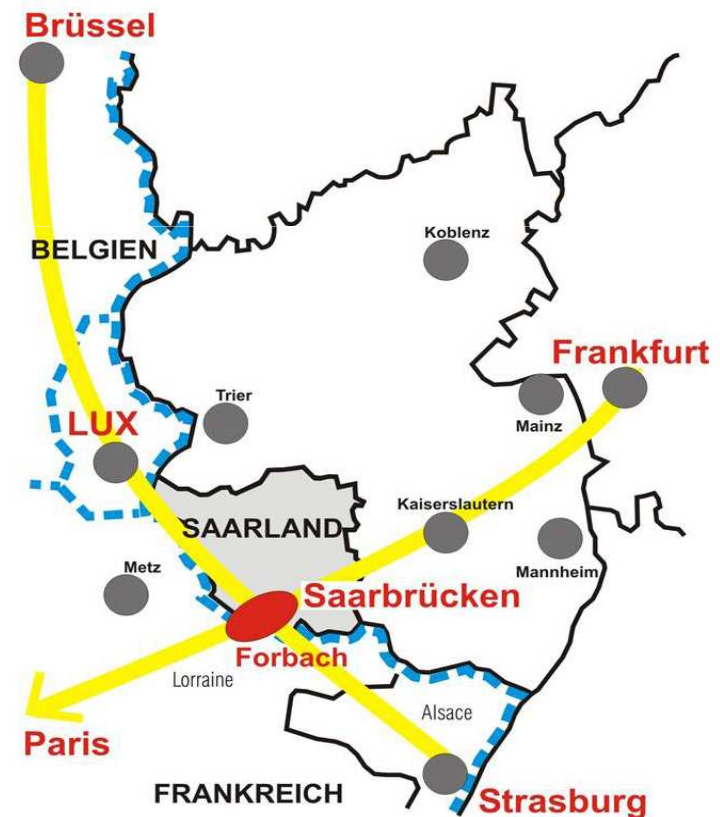 Brüssel
BELGIEN
Koblenz
Frankfurt
Trier
Mainz
LUX
Kaiserslautern
SAARLAND
Mannheim
Metz
Saarbrücken
Forbach
Lorraine
Alsace
Paris
FRANKREICH
Strasburg